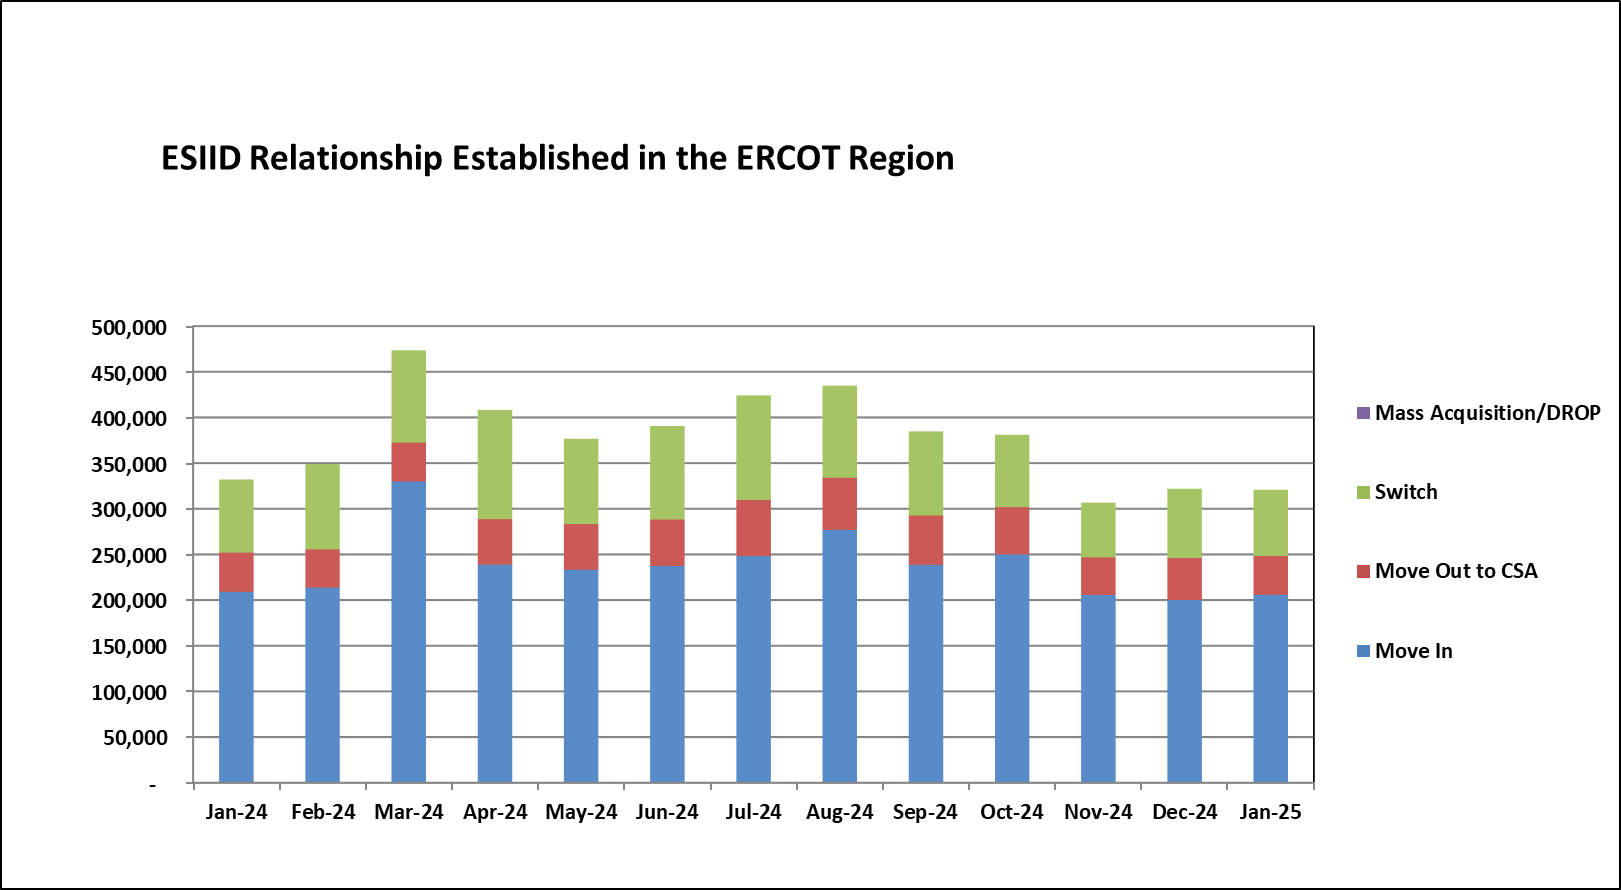 ESIID Relationship Established in the ERCOT Region
500,000
450,000
400,000
350,000
300,000
250,000
200,000
150,000
100,000
50,000
-
Jan-24 Feb-24 Mar-24 Apr-24 May-24 Jun-24 Jul-24 Aug-24 Sep-24 Oct-24 Nov-24 Dec-24 Jan-25
Mass Acquisition/DROP
Switch
Move Out to CSA
Move In